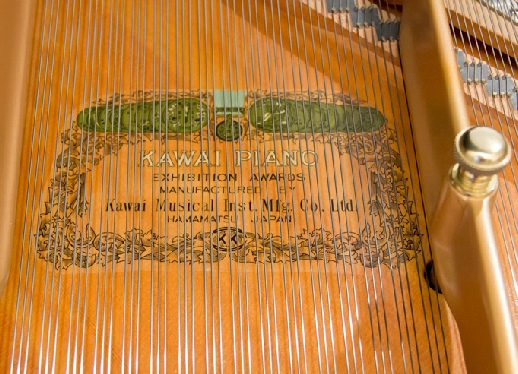 KAWAI PIANO
EXHIBITION AWARDS
MANUFACTURED BY
Kawai Musical Inst. Mfg. Co. Ltd.
HAMAMATSU JAPAN